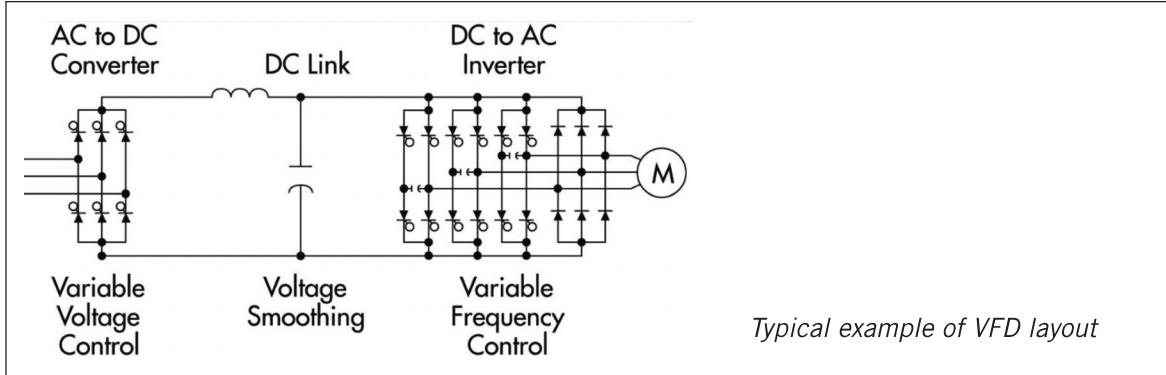 AC to DC
Converter
DC Link
DC to AC
Inverter
M
Variable
Voltage
Control
Voltage
Smoothing
Variable
Frequency
Control
Typical example of VFD layout